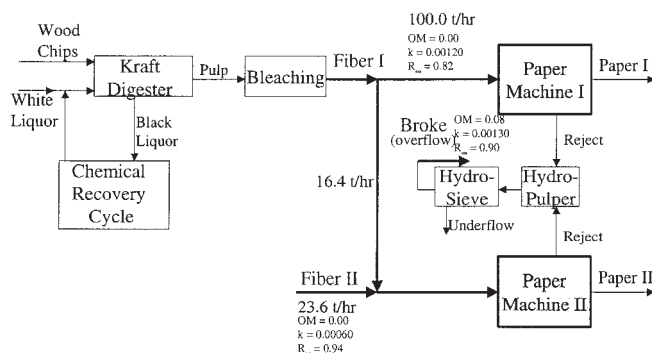 100.0 t/hr
OM = 0.00
k = 0.00120
R∞ = 0.82
Wood
Chips
Kraft
Digester
Pulp
Bleaching
Fiber I
Paper
Machine I
Paper I
White
Liquor
Black
Liquor
Chemical
Recovery
Cycle
OM = 0.08
k = 0.00130
R∞ = 0.90
Broke
(overflow)
Reject
16.4 t/hr
Hydro-
Sieve
Hydro-
Pulper
Underflow
Reject
Fiber II
23.6 t/hr
OM = 0.00
k = 0.00060
R∞ = 0.94
Paper
Machine II
Paper II